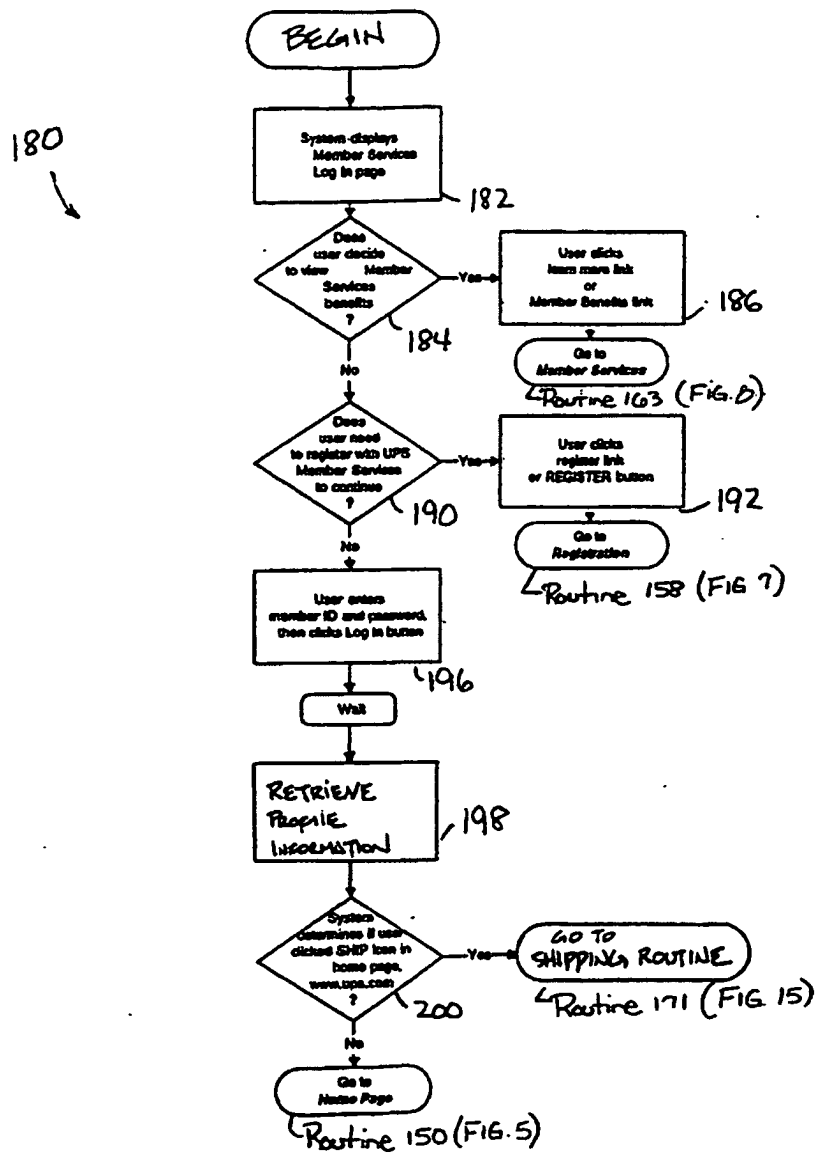 BEGIN
180
System displays
Member Services
Log In page
182
Does
user decide
to view Member
Services
benefits
?
184
Yes
User clicks
learn more link
or
Member Benefits link
186
Go to
Member Services
Routine 163 (FIG. 8)
No
Does
user need
to register with UPS
Member Services
to continue
?
190
Yes
User clicks
register link
or REGISTER button
192
Go to
Registration
Routine 158 (FIG 7)
No
User enters
member ID and password,
then clicks Log In button
196
Wait
RETRIEVE
PROFILE
INFORMATION
198
System
determines if user
clicked SHIP icon in
home page,
www.ups.com
?
200
Yes
GO TO
SHIPPING ROUTINE
Routine 171 (FIG 15)
No
Go to
Home Page
Routine 150 (FIG. 5)